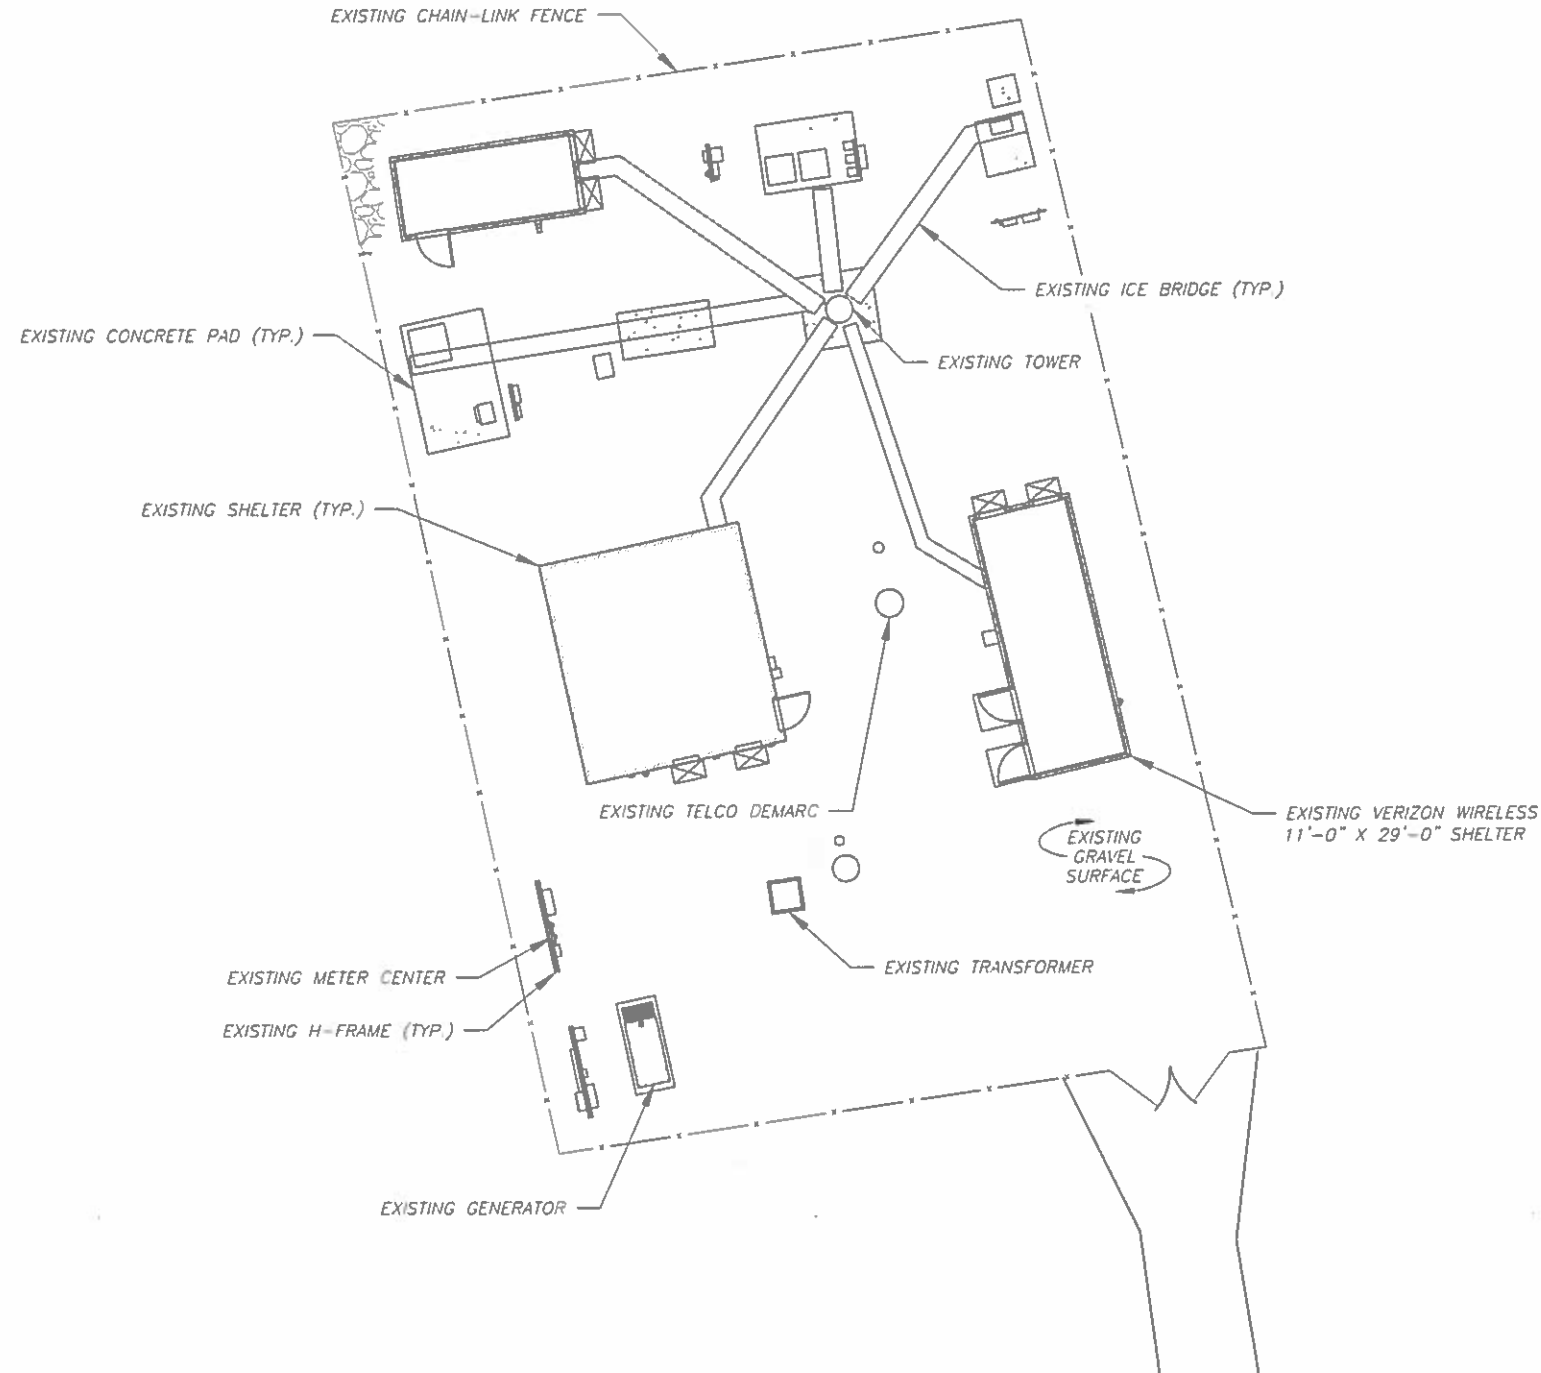 EXISTING CHAIN-LINK FENCE
EXISTING ICE BRIDGE (TYP.)
EXISTING CONCRETE PAD (TYP.)
EXISTING TOWER
EXISTING SHELTER (TYP.)
EXISTING TELCO DEMARC
EXISTING VERIZON WIRELESS
11'-0" X 29'-0" SHELTER
EXISTING
GRAVEL
SURFACE
EXISTING METER CENTER
EXISTING TRANSFORMER
EXISTING H-FRAME (TYP.)
EXISTING GENERATOR